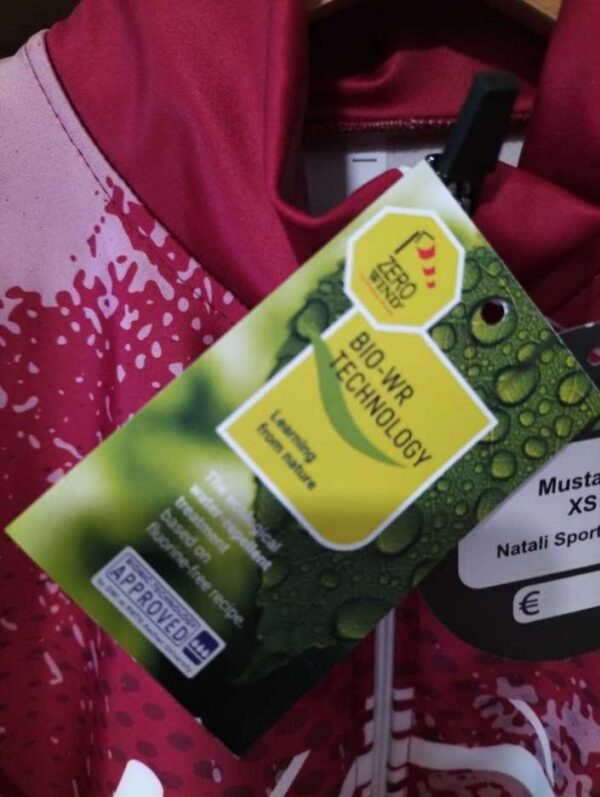 ZERO
WIND
BIO-WR
TECHNOLOGY
Learning
from nature
The ecological
water repellent
treatment
based on
fluorine-free recipe.
APPROVED
Musta
XS
Natali Sport
€